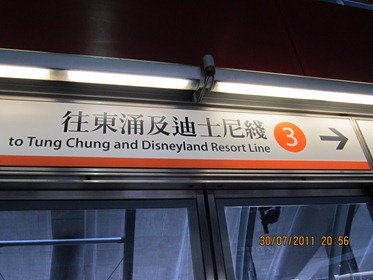 往東涌及迪士尼綫 3
to Tung Chung and Disneyland Resort Line
30/07/2011 20:56